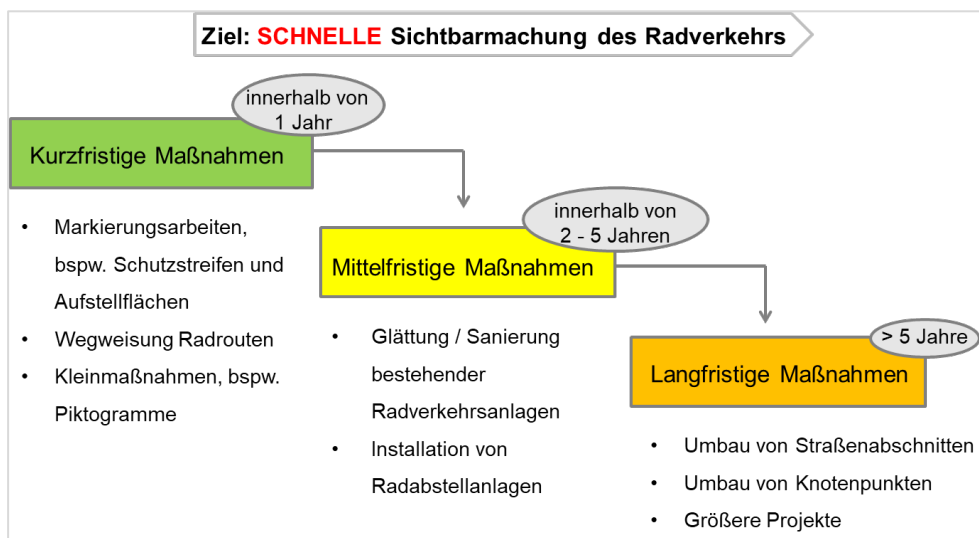 Ziel: SCHNELLE Sichtbarmachung des Radverkehrs
innerhalb von
1 Jahr
Kurzfristige Maßnahmen
• Markierungsarbeiten,
bspw. Schutzstreifen und
Aufstellflächen
• Wegweisung Radrouten
• Kleinmaßnahmen, bspw.
Piktogramme
innerhalb von
2 - 5 Jahren
Mittelfristige Maßnahmen
• Glättung / Sanierung
bestehender
Radverkehrsanlagen
• Installation von
Radabstellanlagen
> 5 Jahre
Langfristige Maßnahmen
• Umbau von Straßenabschnitten
• Umbau von Knotenpunkten
• Größere Projekte